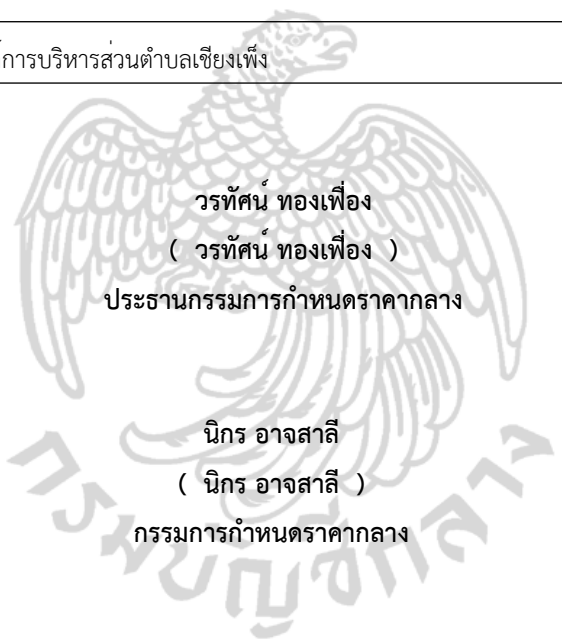 การบริหารส่วนตำบลเชียงเพ็ง
วรทัศน์ ทองเฟื่อง
( วรทัศน์ ทองเฟื่อง )
ประธานกรรมการกำหนดราคากลาง
นิกร อาจสาลี
( นิกร อาจสาลี )
กรรมการกำหนดราคากลาง
กรมบัญชีกลาง